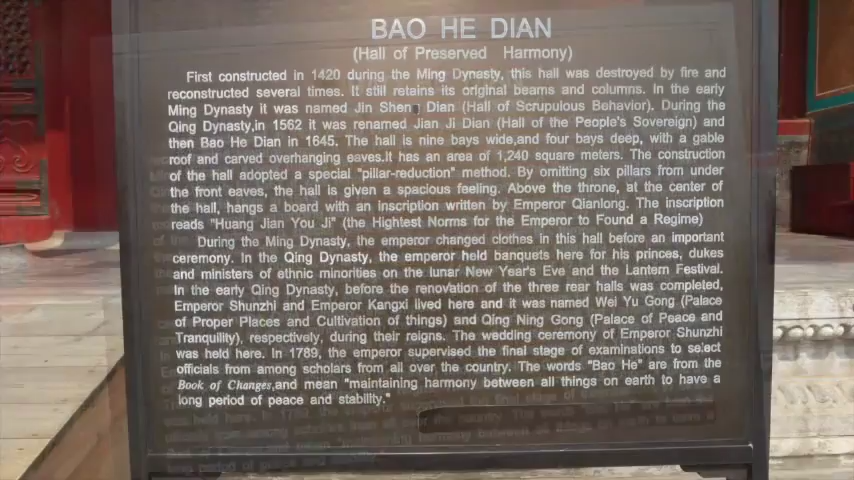 BAO HE DIAN
(Hall of Preserved Harmony)
First constructed in 1420 during the Ming Dynasty, this hall was destroyed by fire and
reconstructed several times. It still retains its original beams and columns. In the early
Ming Dynasty it was named Jin Sheng Dian (Hall of Scrupulous Behavior). During the
Qing Dynasty,in 1562 it was renamed Jian Ji Dian (Hall of the People's Sovereign) and
then Bao He Dian in 1645. The hall is nine bays wide,and four bays deep, with a gable
roof and carved overhanging eaves.It has an area of 1,240 square meters. The construction
of the hall adopted a special "pillar-reduction" method. By omitting six pillars from under
the front eaves, the hall is given a spacious feeling. Above the throne, at the center of
the hall, hangs a board with an inscription written by Emperor Qianlong. The inscription
reads "Huang Jian You Ji" (the Hightest Norms for the Emperor to Found a Regime)
During the Ming Dynasty, the emperor changed clothes in this hall before an important
ceremony. In the Qing Dynasty, the emperor held banquets here for his princes, dukes
and ministers of ethnic minorities on the lunar New Year's Eve and the Lantern Festival.
In the early Qing Dynasty, before the renovation of the three rear halls was completed,
Emperor Shunzhi and Emperor Kangxi lived here and it was named Wei Yu Gong (Palace
of Proper Places and Cultivation of things) and Qing Ning Gong (Palace of Peace and
Tranquility), respectively, during their reigns. The wedding ceremony of Emperor Shunzhi
was held here. In 1789, the emperor supervised the final stage of examinations to select
officials from among scholars from all over the country. The words "Bao He" are from the
Book of Changes,and mean "maintaining harmony between all things on earth to have a
long period of peace and stability."